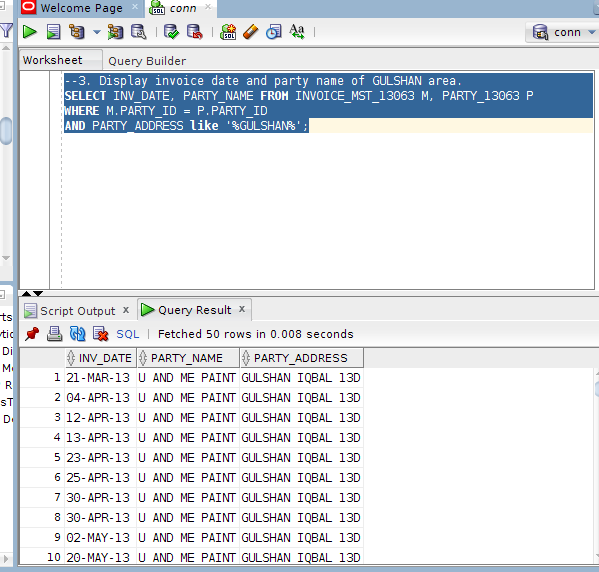 Welcome Page ×
SQL conn ×
conn
Worksheet Query Builder
--3. Display invoice date and party name of GULSHAN area.
SELECT INV_DATE, PARTY_NAME FROM INVOICE_MST_13063 M, PARTY_13063 P
WHERE M.PARTY_ID = P.PARTY_ID
AND PARTY_ADDRESS like '%GULSHAN%';
Script Output × Query Result ×
SQL | Fetched 50 rows in 0.008 seconds
INV_DATE PARTY_NAME PARTY_ADDRESS
1 21-MAR-13 U AND ME PAINT GULSHAN IQBAL 13D
2 04-APR-13 U AND ME PAINT GULSHAN IQBAL 13D
3 12-APR-13 U AND ME PAINT GULSHAN IQBAL 13D
4 13-APR-13 U AND ME PAINT GULSHAN IQBAL 13D
5 23-APR-13 U AND ME PAINT GULSHAN IQBAL 13D
6 25-APR-13 U AND ME PAINT GULSHAN IQBAL 13D
7 30-APR-13 U AND ME PAINT GULSHAN IQBAL 13D
8 30-APR-13 U AND ME PAINT GULSHAN IQBAL 13D
9 02-MAY-13 U AND ME PAINT GULSHAN IQBAL 13D
10 20-MAY-13 U AND ME PAINT GULSHAN IQBAL 13D